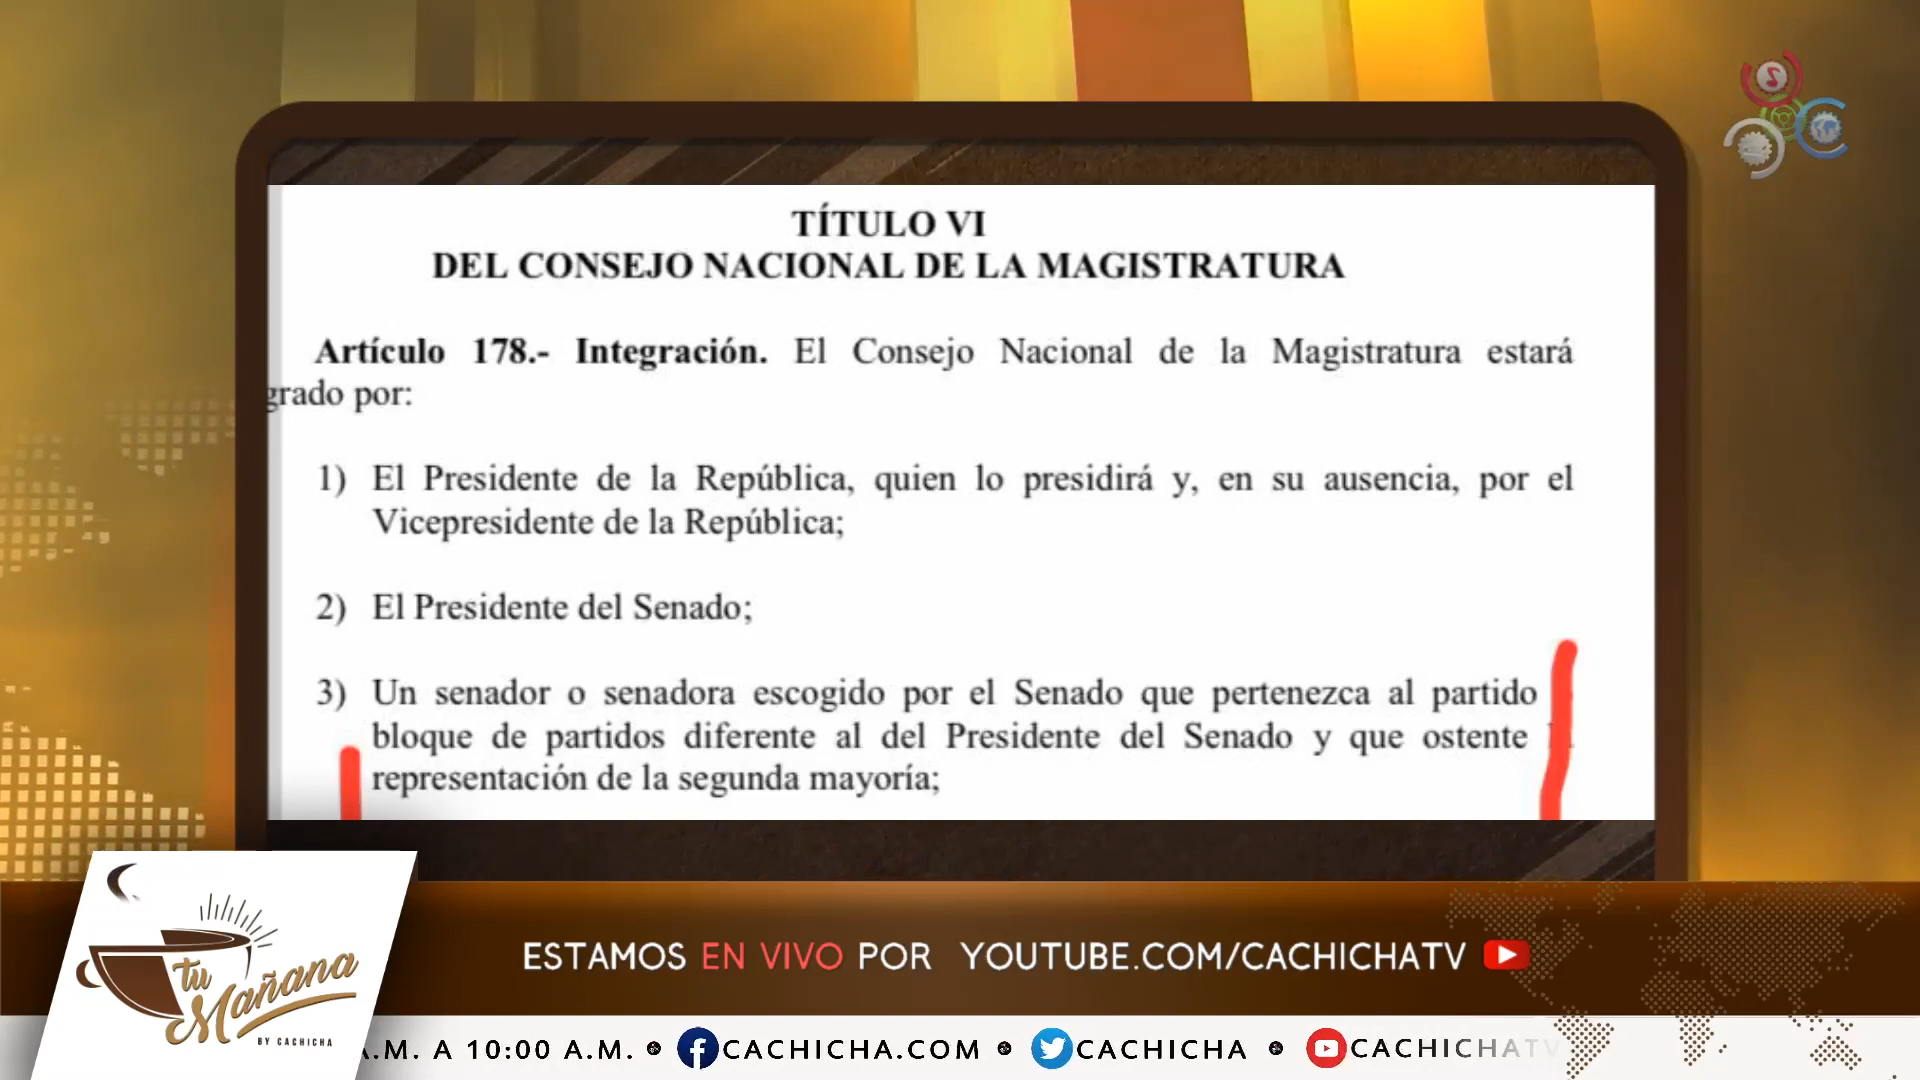 TÍTULO VI
DEL CONSEJO NACIONAL DE LA MAGISTRATURA
Artículo 178.- Integración. El Consejo Nacional de la Magistratura estará
grado por:
1) El Presidente de la República, quien lo presidirá y, en su ausencia, por el
Vicepresidente de la República;
2) El Presidente del Senado;
3) Un senador o senadora escogido por el Senado que pertenezca al partido
bloque de partidos diferente al del Presidente del Senado y que ostente
representación de la segunda mayoría;
ESTAMOS EN VIVO POR YOUTUBE.COM/CACHICHATV
tu
Mañana
BY CACHICHA
A.M. A 10:00 A.M. • CACHICHA.COM • CACHICHA • CACHICHATV